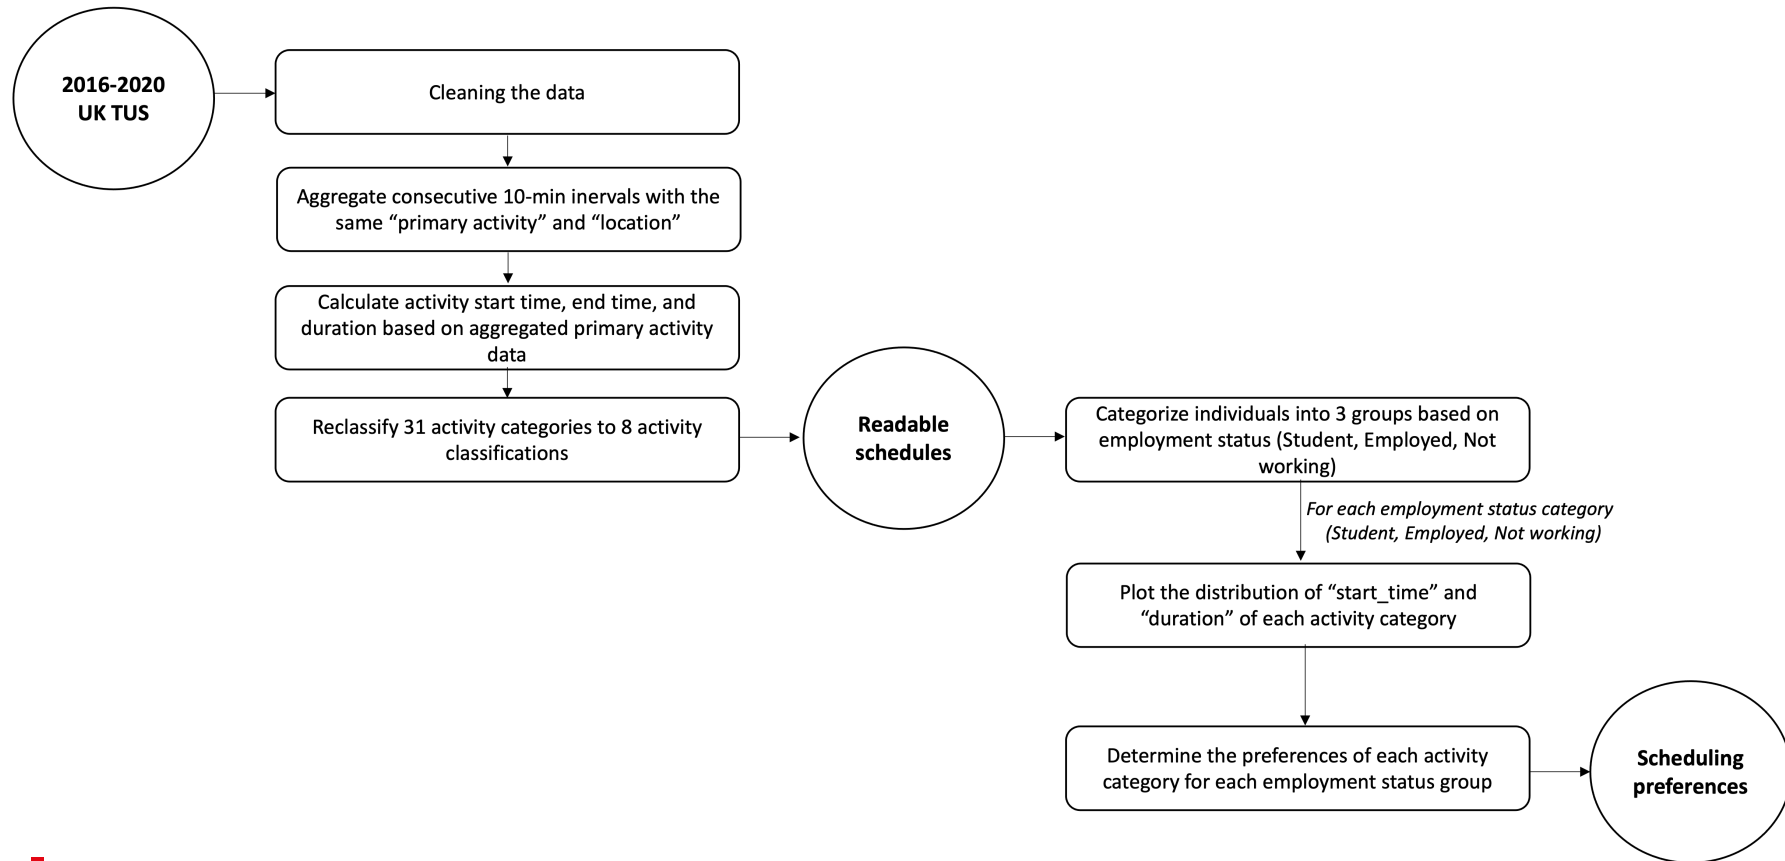 2016-2020
UK TUS
Cleaning the data
Aggregate consecutive 10-min inervals with the
same “primary activity” and “location”
Calculate activity start time, end time, and
duration based on aggregated primary activity
data
Reclassify 31 activity categories to 8 activity
classifications
Readable
schedules
Categorize individuals into 3 groups based on
employment status (Student, Employed, Not
working)
For each employment status category
(Student, Employed, Not working)
Plot the distribution of “start_time” and
“duration” of each activity category
Determine the preferences of each activity
category for each employment status group
Scheduling
preferences